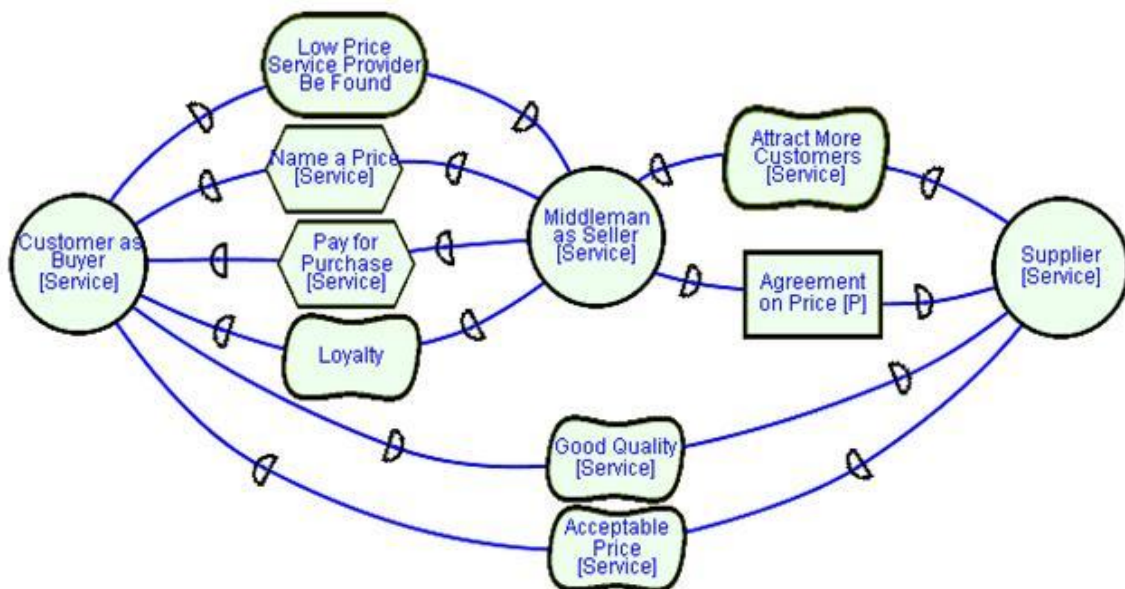 Low Price
Service Provider
Be Found
Name a Price
[Service]
Pay for
Purchase
[Service]
Loyalty
Customer as
Buyer
[Service]
Middleman
as Seller
[Service]
Attract More
Customers
[Service]
Agreement
on Price [P]
Supplier
[Service]
Good Quality
[Service]
Acceptable
Price
[Service]